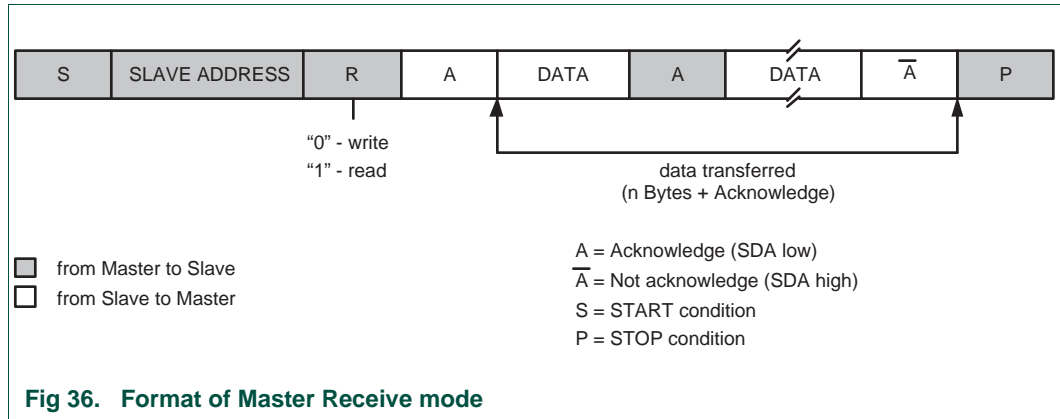 S SLAVE ADDRESS R A DATA A DATA A̅ P
“0” - write
“1” - read
data transferred
(n Bytes + Acknowledge)
from Master to Slave
from Slave to Master
A = Acknowledge (SDA low)
A̅ = Not acknowledge (SDA high)
S = START condition
P = STOP condition
Fig 36. Format of Master Receive mode